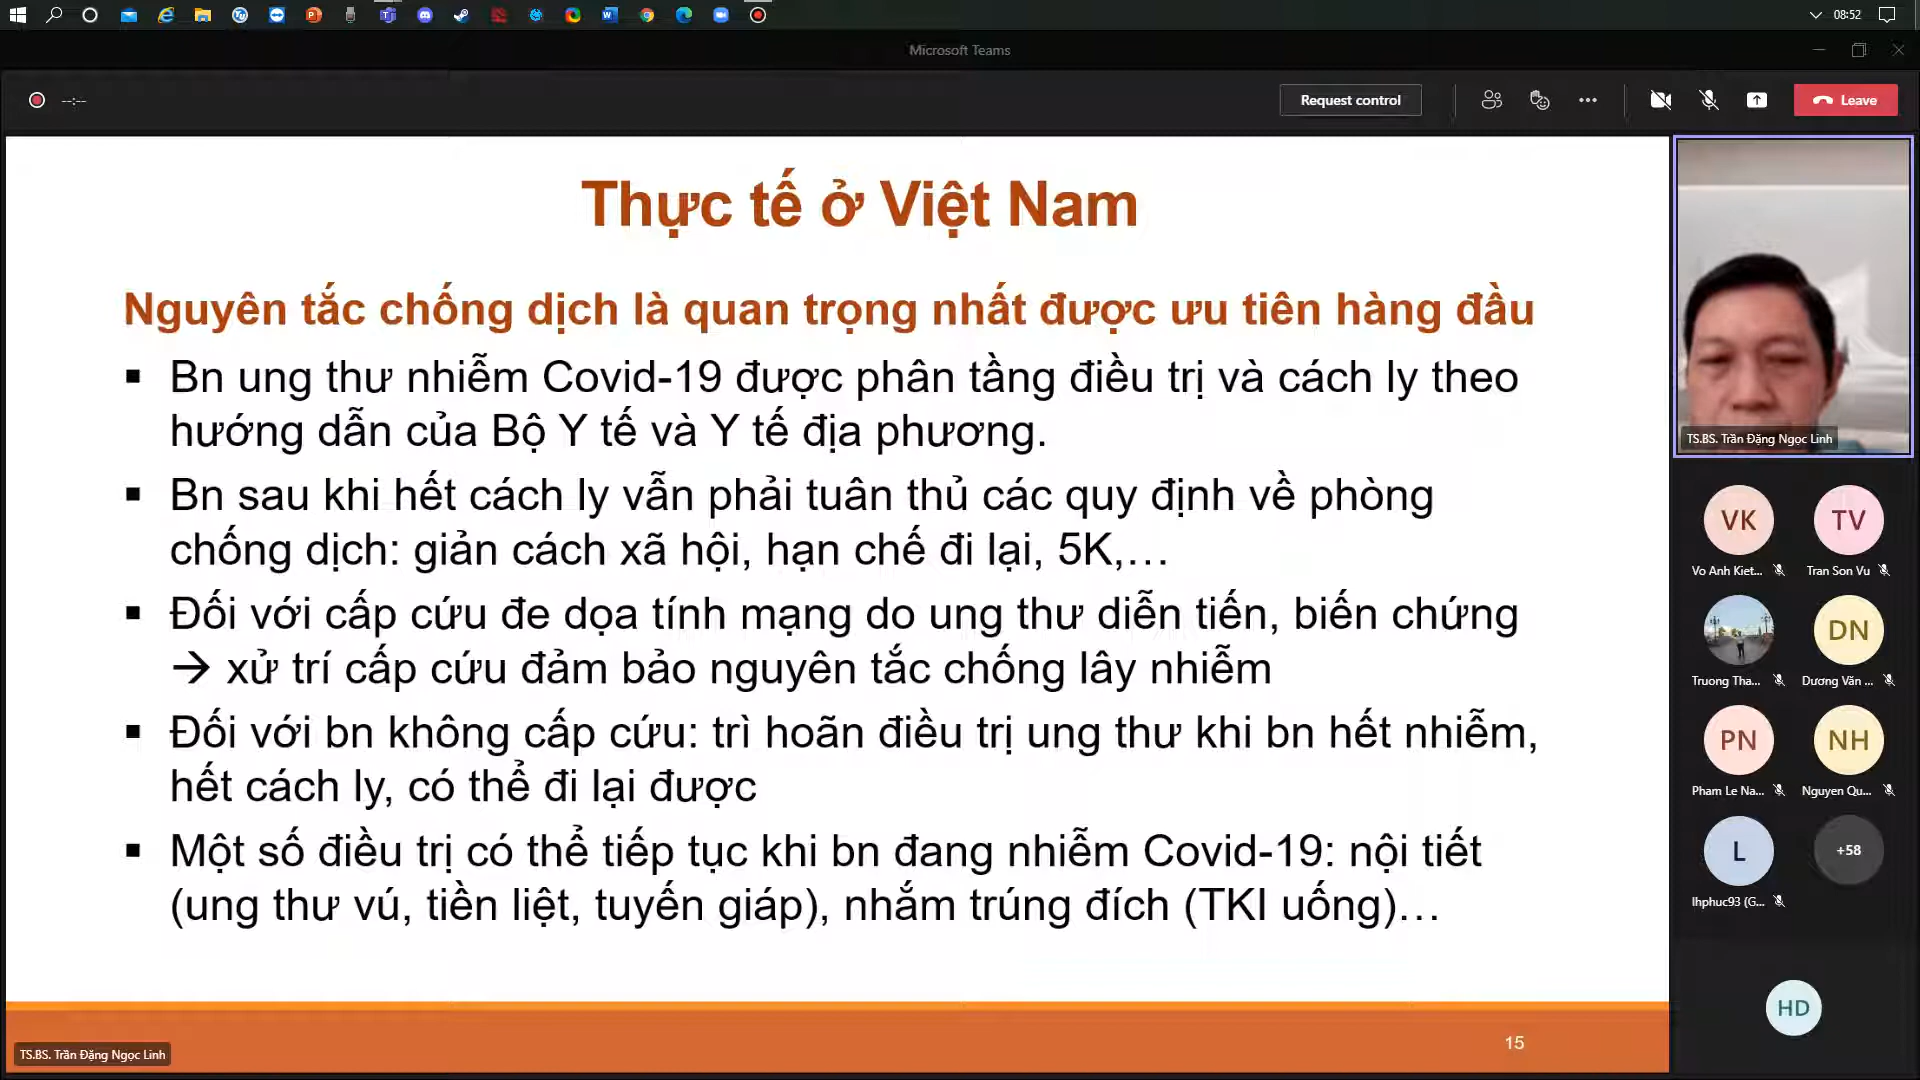 08:52
Microsoft Teams
--:--
Request control
Leave
Thực tế ở Việt Nam
Nguyên tắc chống dịch là quan trọng nhất được ưu tiên hàng đầu
▪ Bn ung thư nhiễm Covid-19 được phân tầng điều trị và cách ly theo
hướng dẫn của Bộ Y tế và Y tế địa phương.
▪ Bn sau khi hết cách ly vẫn phải tuân thủ các quy định về phòng
chống dịch: giản cách xã hội, hạn chế đi lại, 5K,…
▪ Đối với cấp cứu đe dọa tính mạng do ung thư diễn tiến, biến chứng
→ xử trí cấp cứu đảm bảo nguyên tắc chống lây nhiễm
▪ Đối với bn không cấp cứu: trì hoãn điều trị ung thư khi bn hết nhiễm,
hết cách ly, có thể đi lại được
▪ Một số điều trị có thể tiếp tục khi bn đang nhiễm Covid-19: nội tiết
(ung thư vú, tiền liệt, tuyến giáp), nhắm trúng đích (TKI uống)…
15
TS.BS. Trần Đặng Ngọc Linh
TS.BS. Trần Đặng Ngọc Linh
VK
TV
Vo Anh Kiet...
Tran Son Vu
DN
Truong Tha...
Dương Văn ...
PN
NH
Pham Le Na...
Nguyen Qu...
L
+58
lhphuc93 (G...
HD